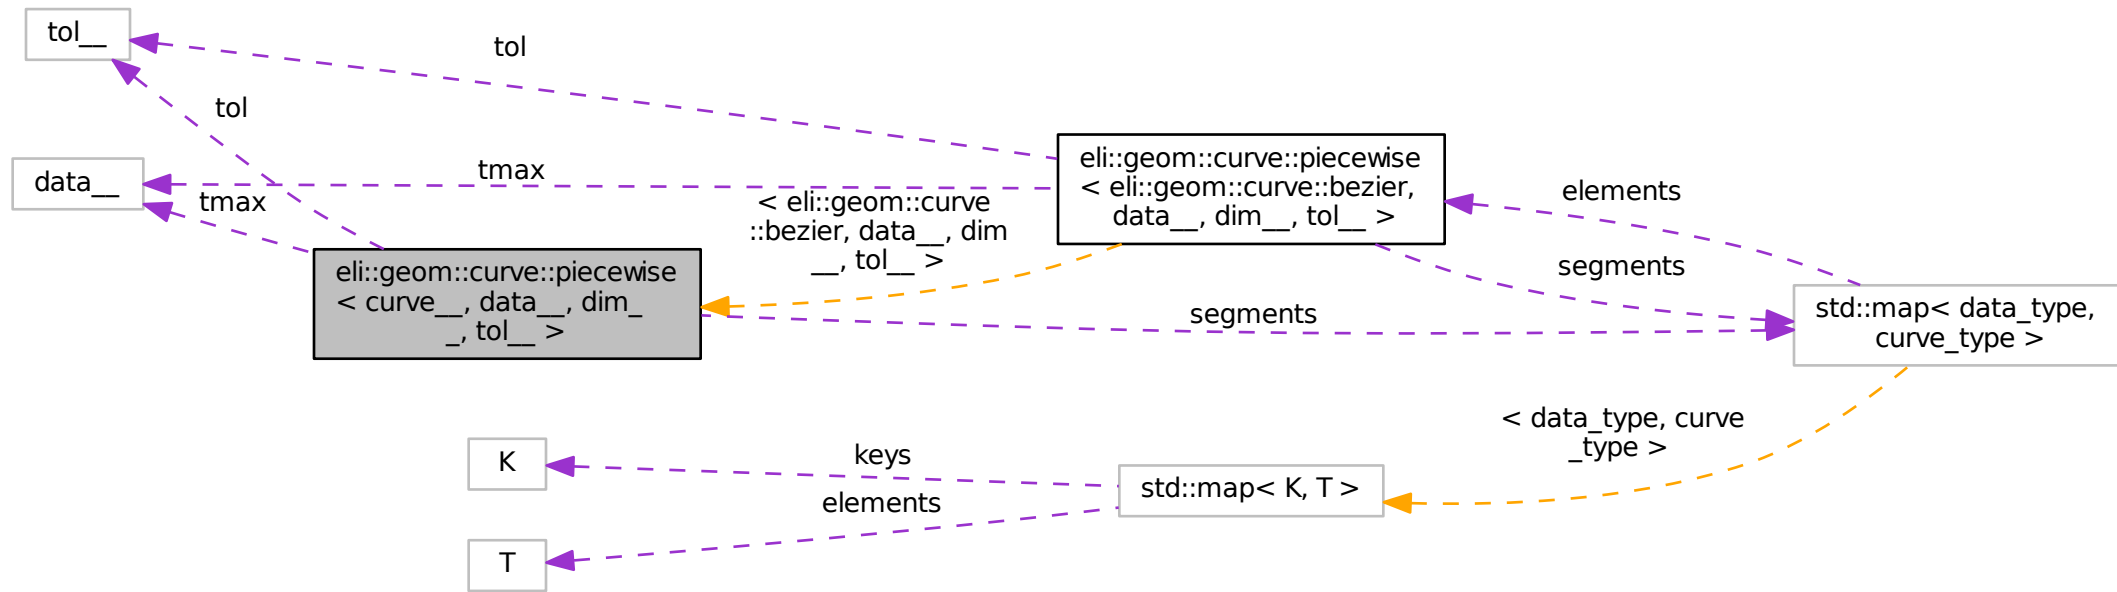 tol__
tol
tol
data__
tmax
tmax
eli::geom::curve::piecewise
< eli::geom::curve::bezier,
data__, dim__, tol__ >
< eli::geom::curve
::bezier, data__, dim
__, tol__ >
elements
eli::geom::curve::piecewise
< curve__, data__, dim_
_, tol__ >
segments
segments
std::map< data_type,
curve_type >
< data_type, curve
_type >
K
keys
std::map< K, T >
elements
T